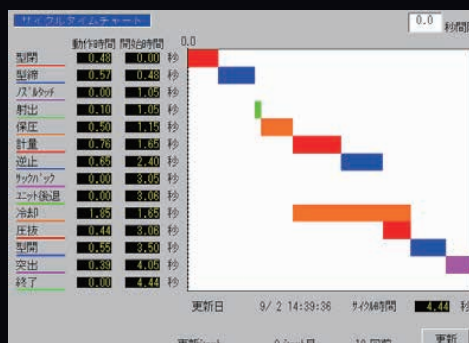 サイクルタイムチャート
0.0 秒間
動作時間 開始時間 0.0
型閉 0.48 0.00 秒
型締 0.57 0.48 秒
ノズルタッチ 0.00 1.05 秒
射出 0.10 1.05 秒
保圧 0.50 1.15 秒
計量 0.76 1.65 秒
逆止 0.65 2.40 秒
サックバック 0.00 3.05 秒
ユニット後退 0.00 3.06 秒
冷却 1.85 1.65 秒
圧抜 0.44 3.06 秒
型開 0.55 3.50 秒
突出 0.39 4.05 秒
終了 0.00 4.44 秒
更新日 9/ 2 14:39:36 サイクル時間 4.44 秒
更新